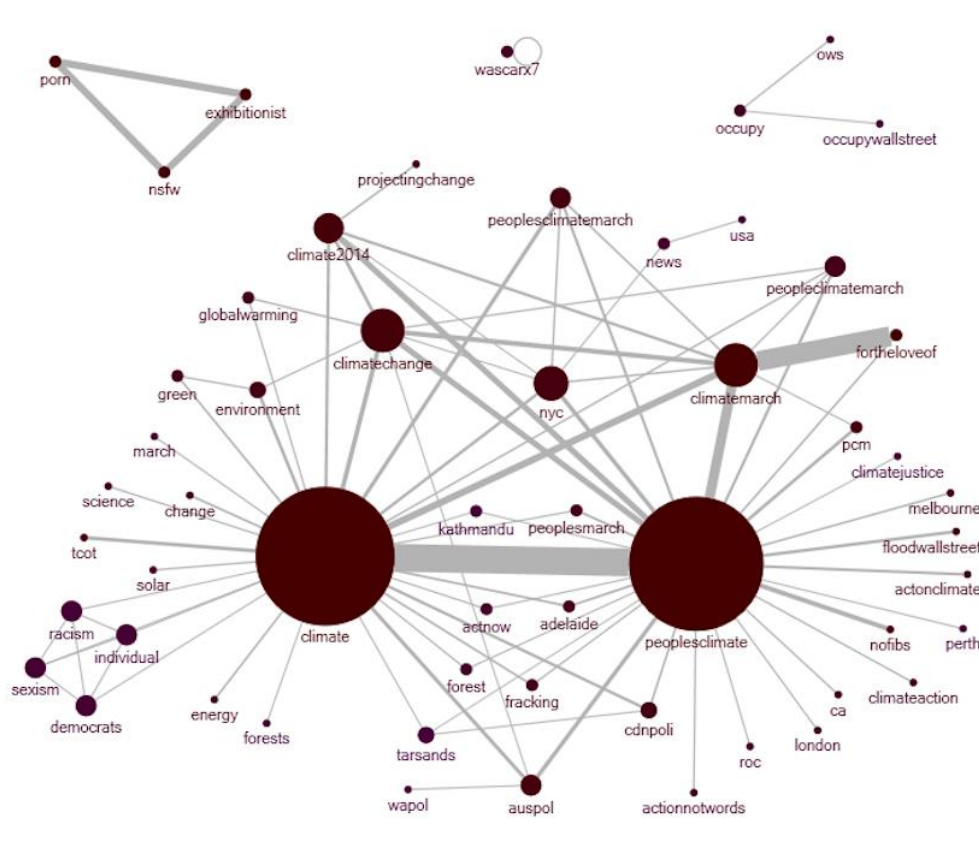 ows
porn
wascarx7
exhibitionist
occupy
occupywallstreet
nsfw
projectingchange
peoplesclimatemarch
usa
climate2014
news
peopleclimatemarch
globalwarming
climatechange
fortheloveof
green
environment
climatemarch
nyc
pcm
march
climatejustice
science
change
kathmandu
peoplesmarch
melbourne
tcot
floodwallstreet
solar
actonclimate
racism
climate
actnow
adelaide
peoplesclimate
nofibs
perth
individual
sexism
forest
fracking
climateaction
democrats
energy
forests
cdnpoli
ca
tarsands
london
roc
wapol
auspol
actionnotwords